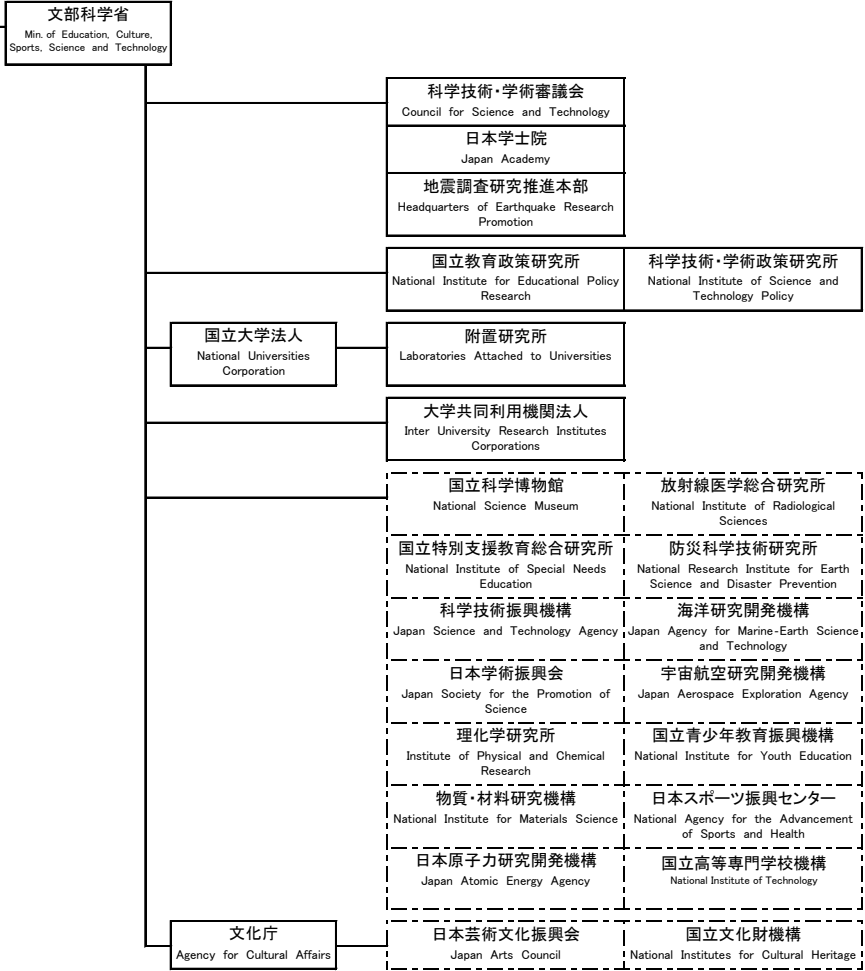 文部科学省
Min. of Education, Culture,
Sports, Science and Technology
科学技術・学術審議会
Council for Science and Technology
日本学士院
Japan Academy
地震調査研究推進本部
Headquarters of Earthquake Research
Promotion
国立教育政策研究所
National Institute for Educational Policy
Research
科学技術・学術政策研究所
National Institute of Science and
Technology Policy
国立大学法人
National Universities
Corporation
附置研究所
Laboratories Attached to Universities
大学共同利用機関法人
Inter University Research Institutes
Corporations
国立科学博物館
National Science Museum
放射線医学総合研究所
National Institute of Radiological
Sciences
国立特別支援教育総合研究所
National Institute of Special Needs
Education
防災科学技術研究所
National Research Institute for Earth
Science and Disaster Prevention
科学技術振興機構
Japan Science and Technology Agency
海洋研究開発機構
Japan Agency for Marine-Earth Science
and Technology
日本学術振興会
Japan Society for the Promotion of
Science
宇宙航空研究開発機構
Japan Aerospace Exploration Agency
理化学研究所
Institute of Physical and Chemical
Research
国立青少年教育振興機構
National Institute for Youth Education
物質・材料研究機構
National Institute for Materials Science
日本スポーツ振興センター
National Agency for the Advancement
of Sports and Health
日本原子力研究開発機構
Japan Atomic Energy Agency
国立高等専門学校機構
National Institute of Technology
文化庁
Agency for Cultural Affairs
日本芸術文化振興会
Japan Arts Council
国立文化財機構
National Institutes for Cultural Heritage